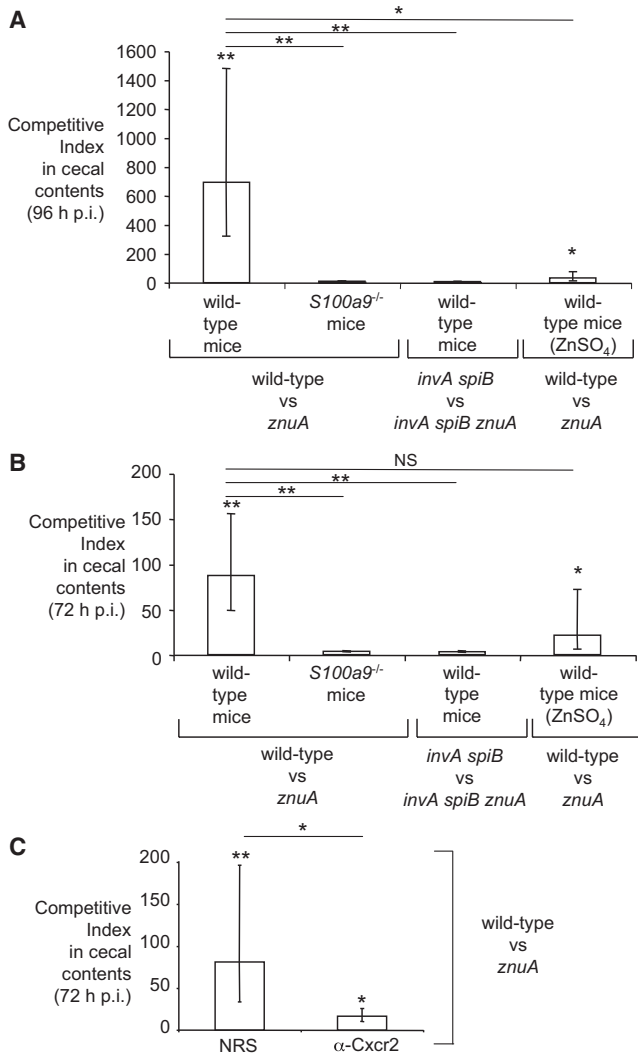 A
*
**
**
**
*
1600
1400
1200
1000
800
600
400
200
0
Competitive
Index
in cecal
contents
(96 h p.i.)
wild-
type
mice
S100a9-/-
mice
wild-
type
mice
wild-
type mice
(ZnSO4)
wild-type
vs
znuA
invA spiB
vs
invA spiB znuA
wild-type
vs
znuA
B
NS
**
**
**
*
200
150
100
50
0
Competitive
Index
in cecal
contents
(72 h p.i.)
wild-
type
mice
S100a9-/-
mice
wild-
type
mice
wild-
type mice
(ZnSO4)
wild-type
vs
znuA
invA spiB
vs
invA spiB znuA
wild-type
vs
znuA
C
*
**
*
200
150
100
50
0
Competitive
Index
in cecal
contents
(72 h p.i.)
NRS
α-Cxcr2
wild-type
vs
znuA